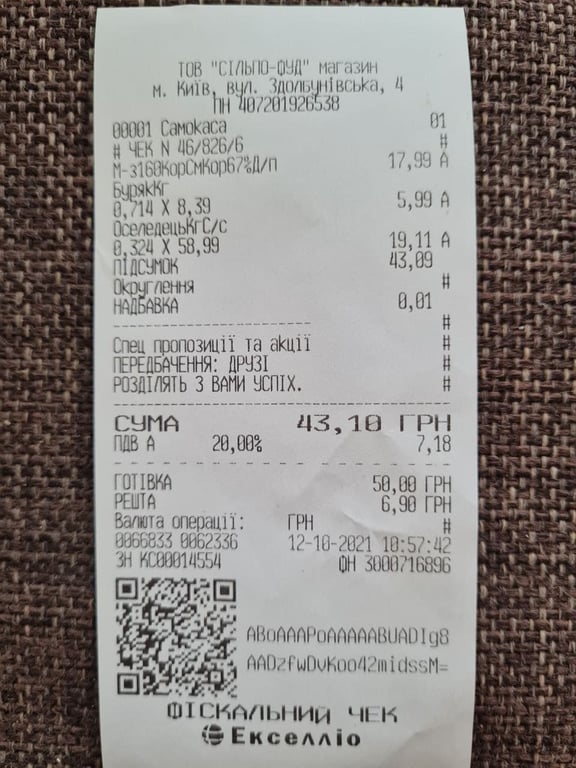 ТОВ "СІЛЬПО-ФУД" магазин
м. Київ, вул. Здолбунівська, 4
ПН 407201926538
00001 Самокаса 01
# ЧЕК N 46/826/6 #
М-з160КорСмКор67%Д/п 17,99 А
БурякКг
0,714 X 8,39 5,99 А
ОселедецьКгС/с
0,324 X 58,99 19,11 А
ПІДСУМОК 43,09
Округлення #
НАДБАВКА 0,01
#
Спец пропозиції та акції #
ПЕРЕДБАЧЕННЯ: ДРУЗІ #
РОЗДІЛЯТЬ З ВАМИ УСПІХ. #
СУМА 43,10 ГРН
ПДВ А 20,00% 7,18
ГОТІВКА 50,00 ГРН
РЕШТА 6,90 ГРН
Валюта операції: ГРН #
0066833 0062336 12-10-2021 10:57:42
ЗН КС00014554 ФН 3000716896
ABoAAAPoAAAAABUADIg8
AADzfwDvKoo42midssM=
ФІСКАЛЬНИЙ ЧЕК
Екселліо